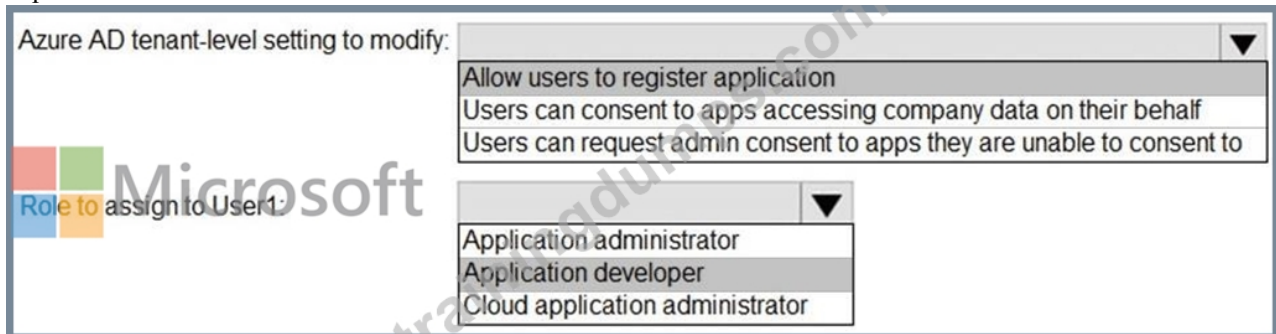 Azure AD tenant-level setting to modify:
Allow users to register application
Users can consent to apps accessing company data on their behalf
Users can request admin consent to apps they are unable to consent to
Microsoft
Role to assign to User1:
Application administrator
Application developer
Cloud application administrator
trainingdumps.com